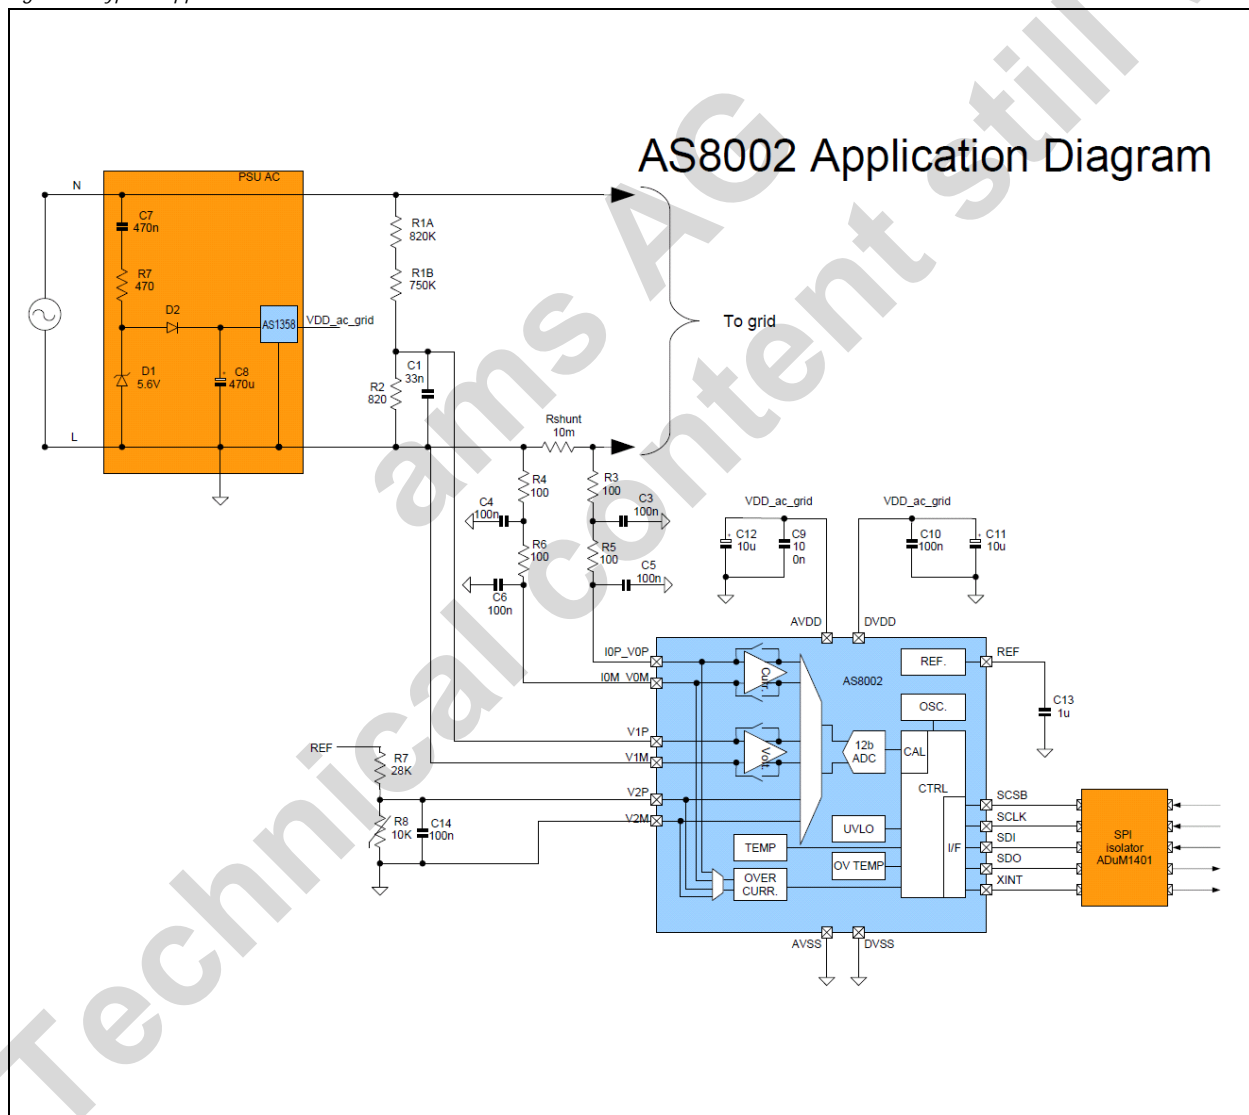 AS8002 Application Diagram
PSU AC
N
C7
470n
R1A
820K
R7
470
R1B
750K
D2
AS1358
VDD_ac_grid
To grid
D1
5.6V
C8
470u
C1
33n
R2
820
L
Rshunt
10m
R4
100
R3
100
C4
100n
C3
100n
R6
100
R5
100
C6
100n
C5
100n
VDD_ac_grid
VDD_ac_grid
C12
10u
C9
10
0n
C10
100n
C11
10u
AVDD
DVDD
I0P_V0P
I0M_V0M
Curr.
AS8002
REF.
REF
OSC.
C13
1u
V1P
V1M
Volt.
12b
ADC
CAL
CTRL
REF
R7
28K
V2P
V2M
R8
10K
C14
100n
UVLO
TEMP
OV TEMP
I/F
OVER
CURR.
SCSB
SCLK
SDI
SDO
XINT
SPI
isolator
ADuM1401
AVSS
DVSS
ams AG
Technical content still